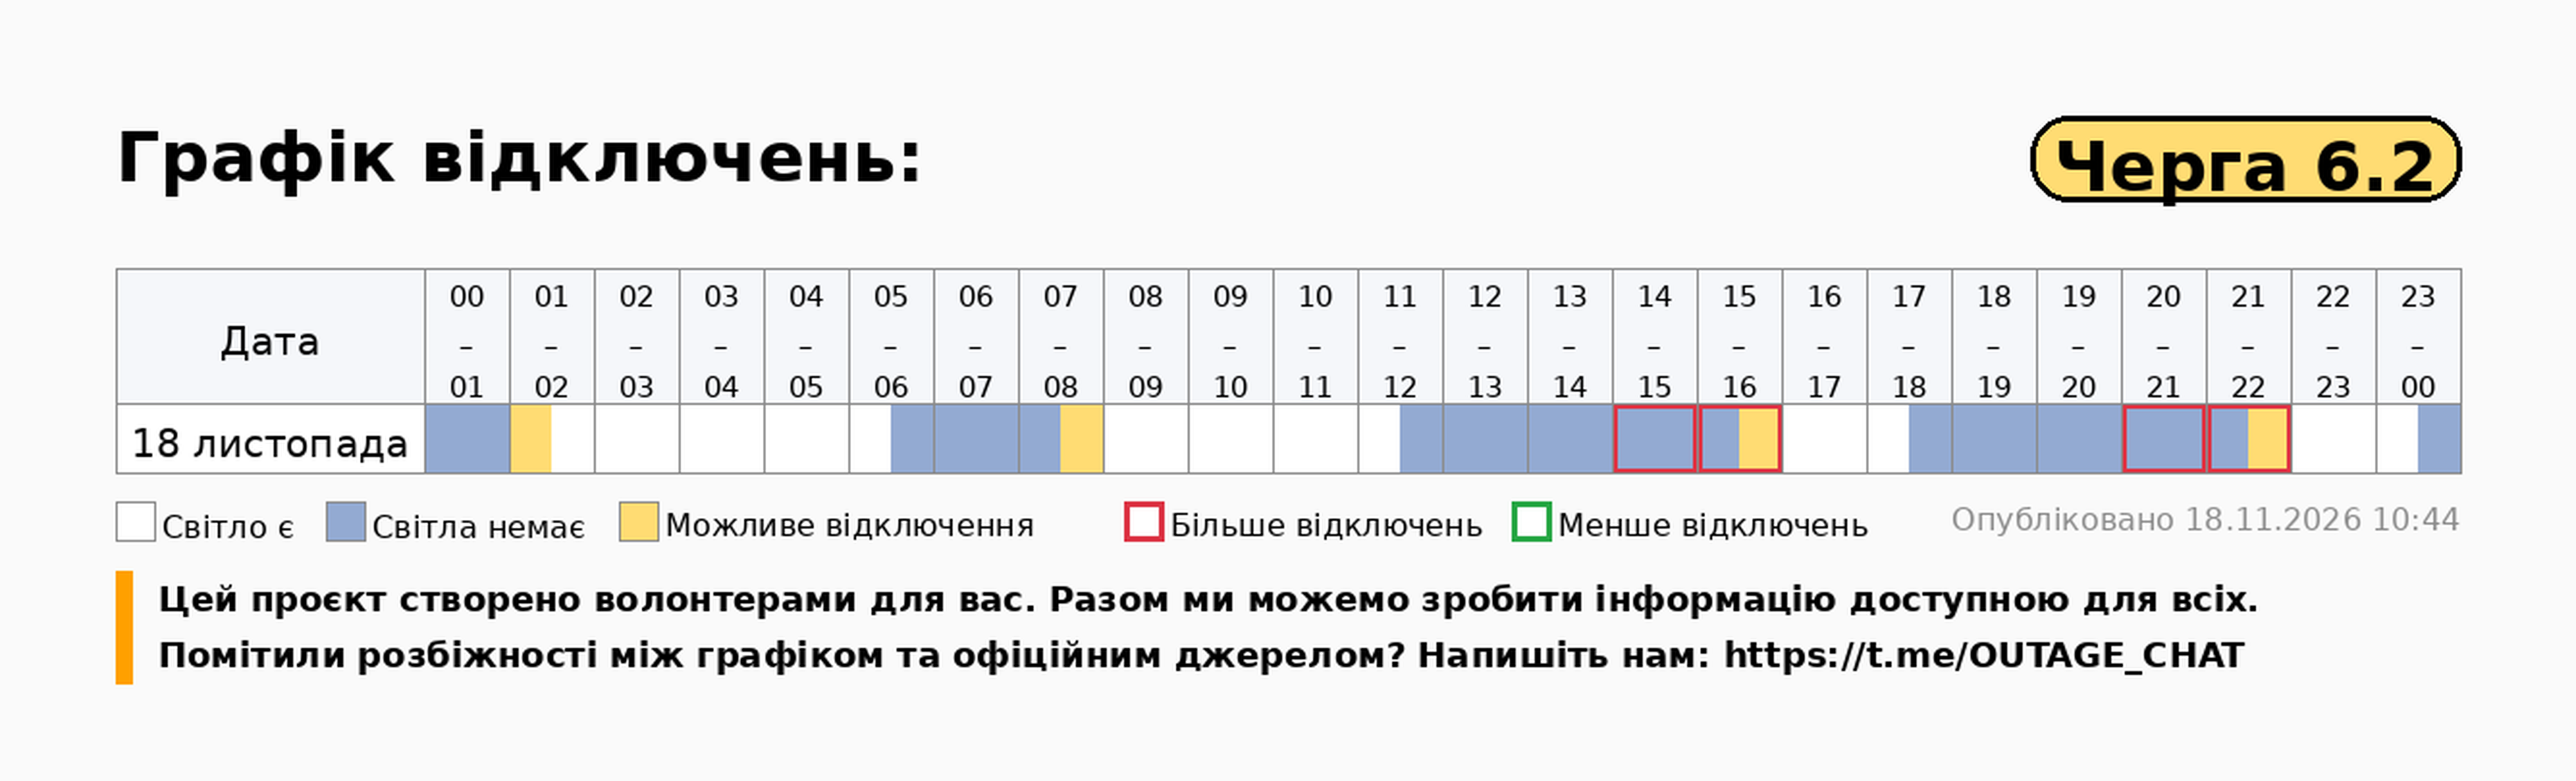 Графік відключень:
Черга 6.2
Дата
00 – 01
01 – 02
02 – 03
03 – 04
04 – 05
05 – 06
06 – 07
07 – 08
08 – 09
09 – 10
10 – 11
11 – 12
12 – 13
13 – 14
14 – 15
15 – 16
16 – 17
17 – 18
18 – 19
19 – 20
20 – 21
21 – 22
22 – 23
23 – 00
18 листопада
Світло є
Світла немає
Можливе відключення
Більше відключень
Менше відключень
Опубліковано 18.11.2026 10:44
Цей проєкт створено волонтерами для вас. Разом ми можемо зробити інформацію доступною для всіх.
Помітили розбіжності між графіком та офіційним джерелом? Напишіть нам: https://t.me/OUTAGE_CHAT